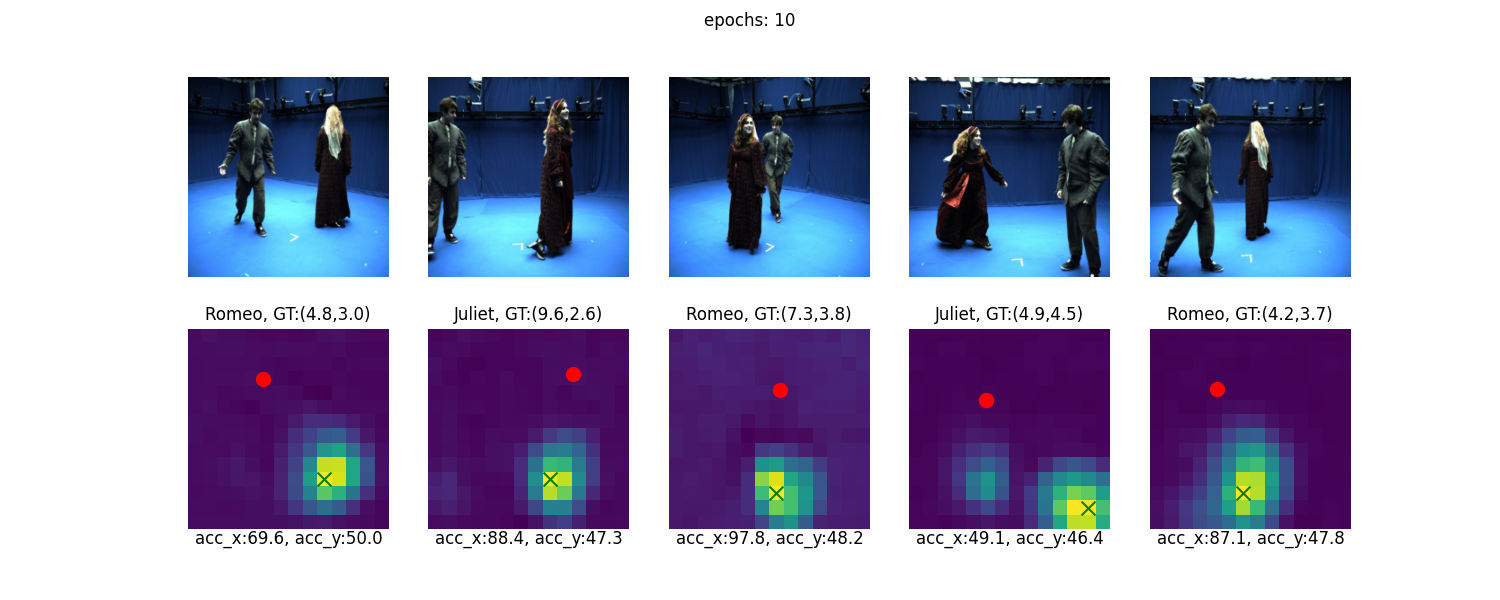 epochs: 10
Romeo, GT:(4.8,3.0)
Juliet, GT:(9.6,2.6)
Romeo, GT:(7.3,3.8)
Juliet, GT:(4.9,4.5)
Romeo, GT:(4.2,3.7)
acc_x:69.6, acc_y:50.0
acc_x:88.4, acc_y:47.3
acc_x:97.8, acc_y:48.2
acc_x:49.1, acc_y:46.4
acc_x:87.1, acc_y:47.8